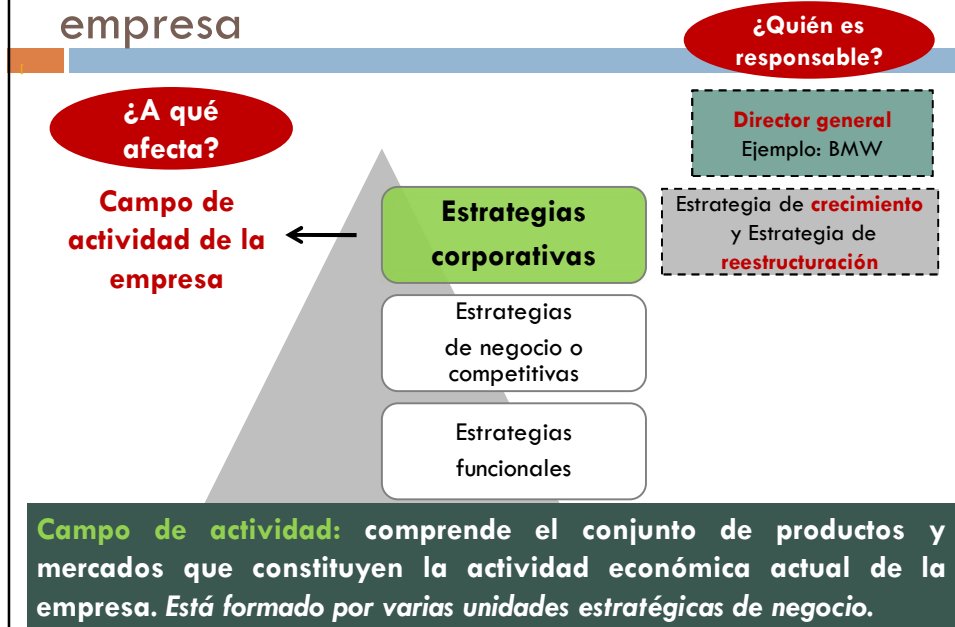 empresa
¿Quién es
responsable?
¿A qué
afecta?
Director general
Ejemplo: BMW
Campo de
actividad de la
empresa
Estrategias
corporativas
Estrategia de crecimiento
y Estrategia de
reestructuración
Estrategias
de negocio o
competitivas
Estrategias
funcionales
Campo de actividad: comprende el conjunto de productos y
mercados que constituyen la actividad económica actual de la
empresa. Está formado por varias unidades estratégicas de negocio.